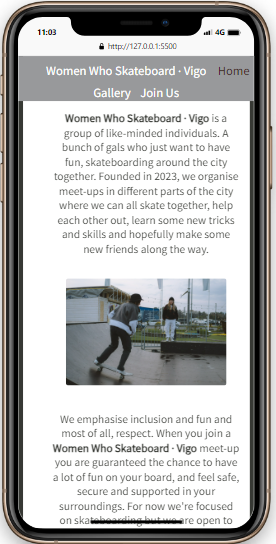 11:03
4G
http://127.0.0.1:5500
Women Who Skateboard · Vigo Home
Gallery Join Us
Women Who Skateboard · Vigo is a
group of like-minded individuals. A
bunch of gals who just want to have
fun, skateboarding around the city
together. Founded in 2023, we organise
meet-ups in different parts of the city
where we can all skate together, help
each other out, learn some new tricks
and skills and hopefully make some
new friends along the way.
We emphasise inclusion and fun and
most of all, respect. When you join a
Women Who Skateboard · Vigo meet-up
you are guaranteed the chance to have
a lot of fun on your board, and feel safe,
secure and supported in your
surroundings. For now we're focused
on skateboarding but we are open to